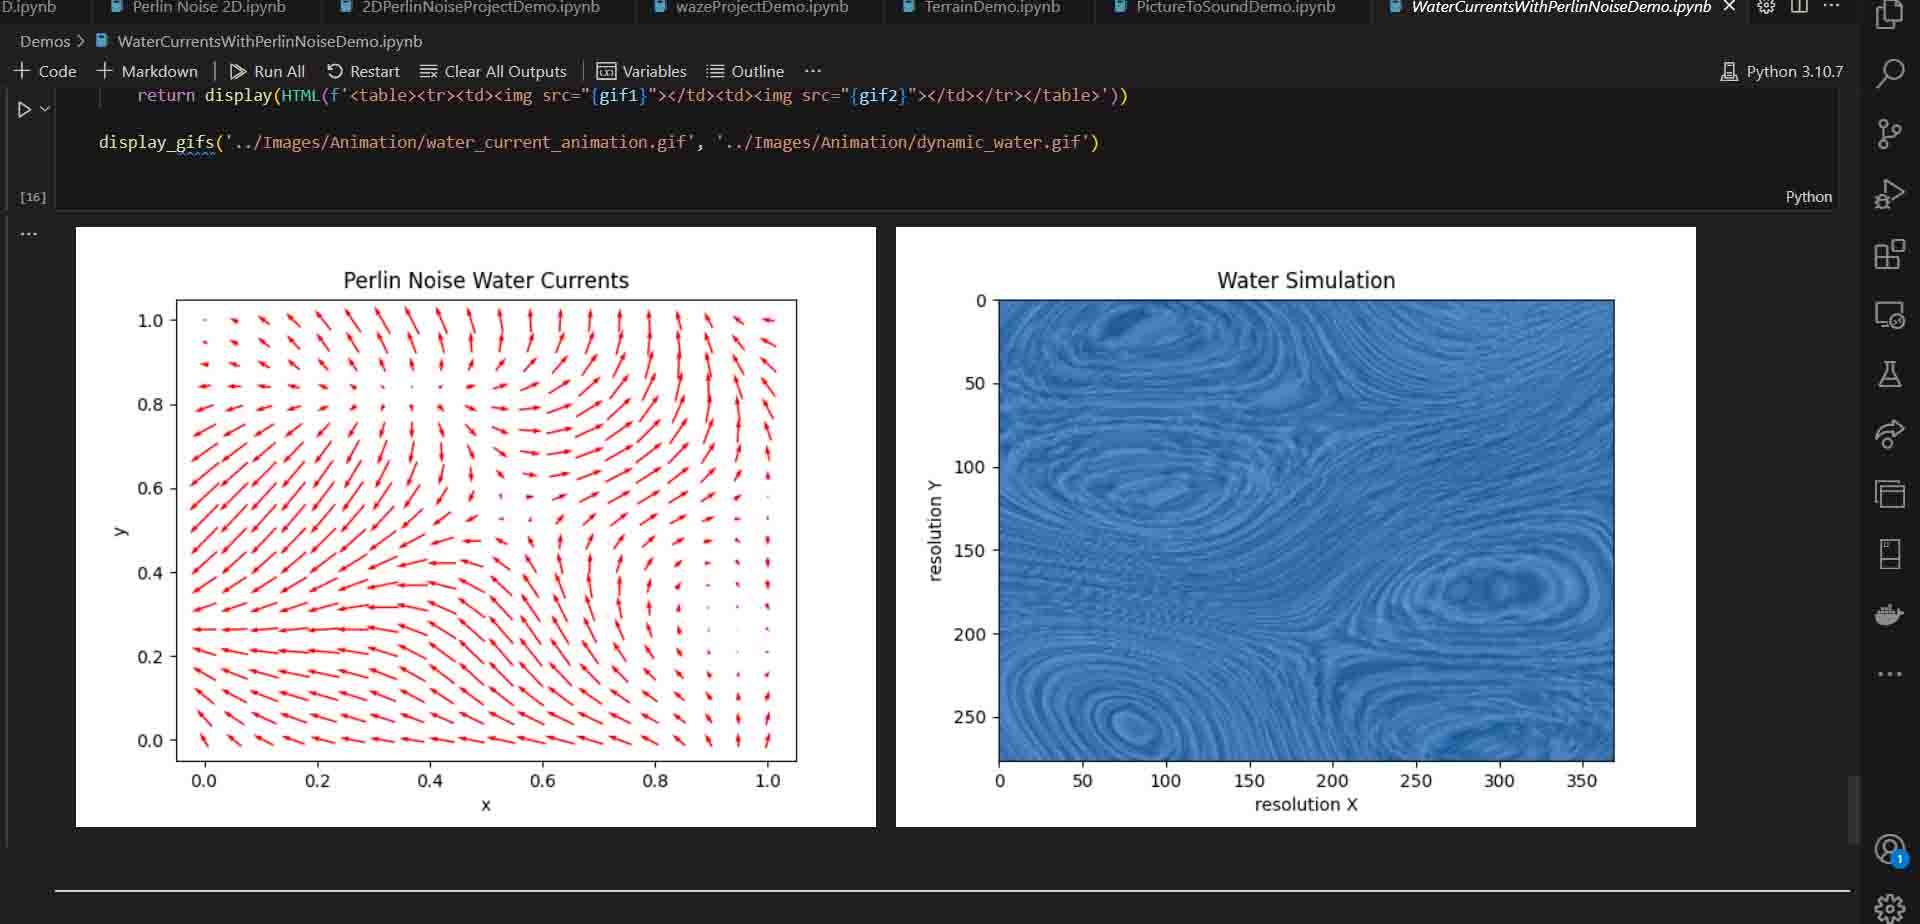 D.ipynb Perlin Noise 2D.ipynb 2DPerlinNoiseProjectDemo.ipynb wazeProjectDemo.ipynb TerrainDemo.ipynb PictureToSoundDemo.ipynb WaterCurrentsWithPerlinNoiseDemo.ipynb
Demos > WaterCurrentsWithPerlinNoiseDemo.ipynb
+ Code + Markdown | Run All Restart Clear All Outputs | Variables Outline ... Python 3.10.7
return display(HTML(f'<table><tr><td><img src="{gif1}"></td><td><img src="{gif2}"></td></tr></table>'))
display_gifs('../Images/Animation/water_current_animation.gif', '../Images/Animation/dynamic_water.gif')
[16] Python
...
Perlin Noise Water Currents
1.0
0.8
0.6
0.4
0.2
0.0
y
0.0 0.2 0.4 0.6 0.8 1.0
x
Water Simulation
0
50
100
150
200
250
resolution Y
0 50 100 150 200 250 300 350
resolution X
1